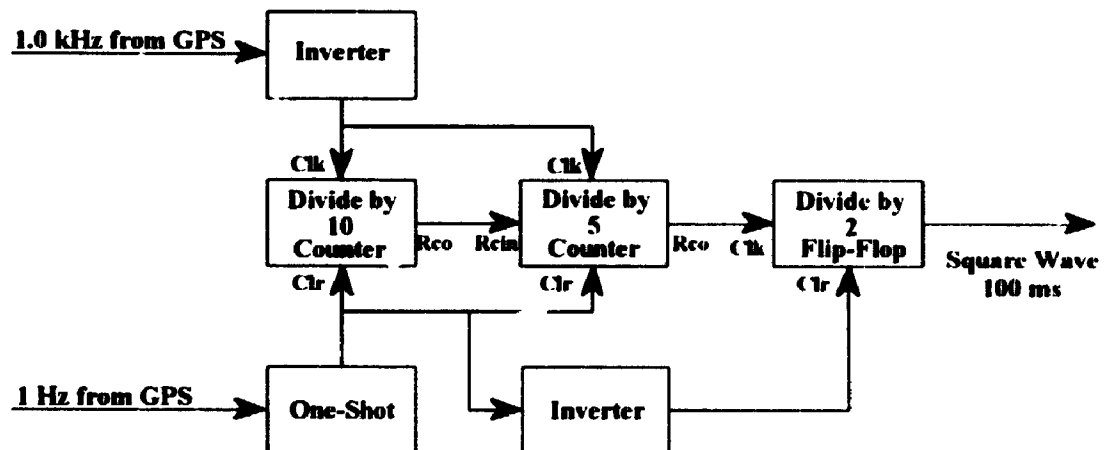 1.0 kHz from GPS
Inverter
Clk
Clk
Divide by
10
Counter
Rco
Rcin
Divide by
5
Counter
Rco
Clk
Divide by
2
Flip-Flop
Square Wave
100 ms
Clr
Clr
Clr
1 Hz from GPS
One-Shot
Inverter